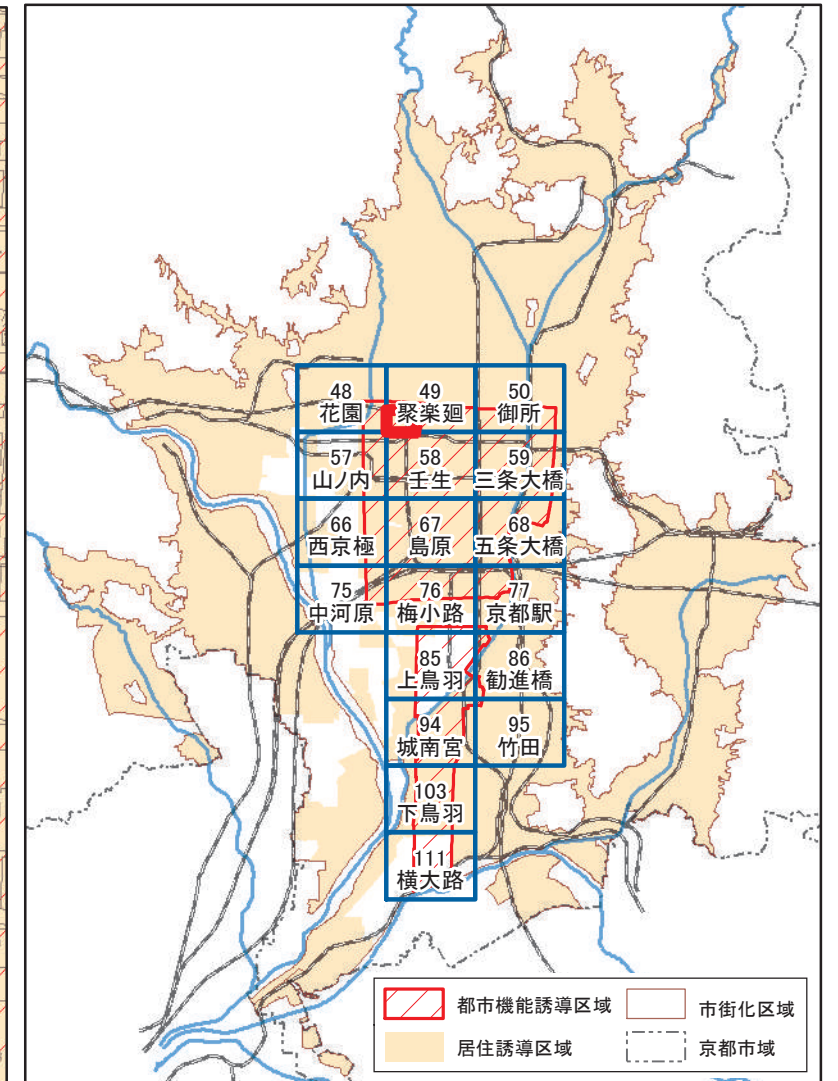 48
花園
49
聚楽廻
50
御所
57
山ノ内
58
壬生
59
三条大橋
66
西京極
67
島原
68
五条大橋
75
中河原
76
梅小路
77
京都駅
85
上鳥羽
86
勧進橋
94
城南宮
95
竹田
103
下鳥羽
111
横大路
都市機能誘導区域
市街化区域
居住誘導区域
京都市域